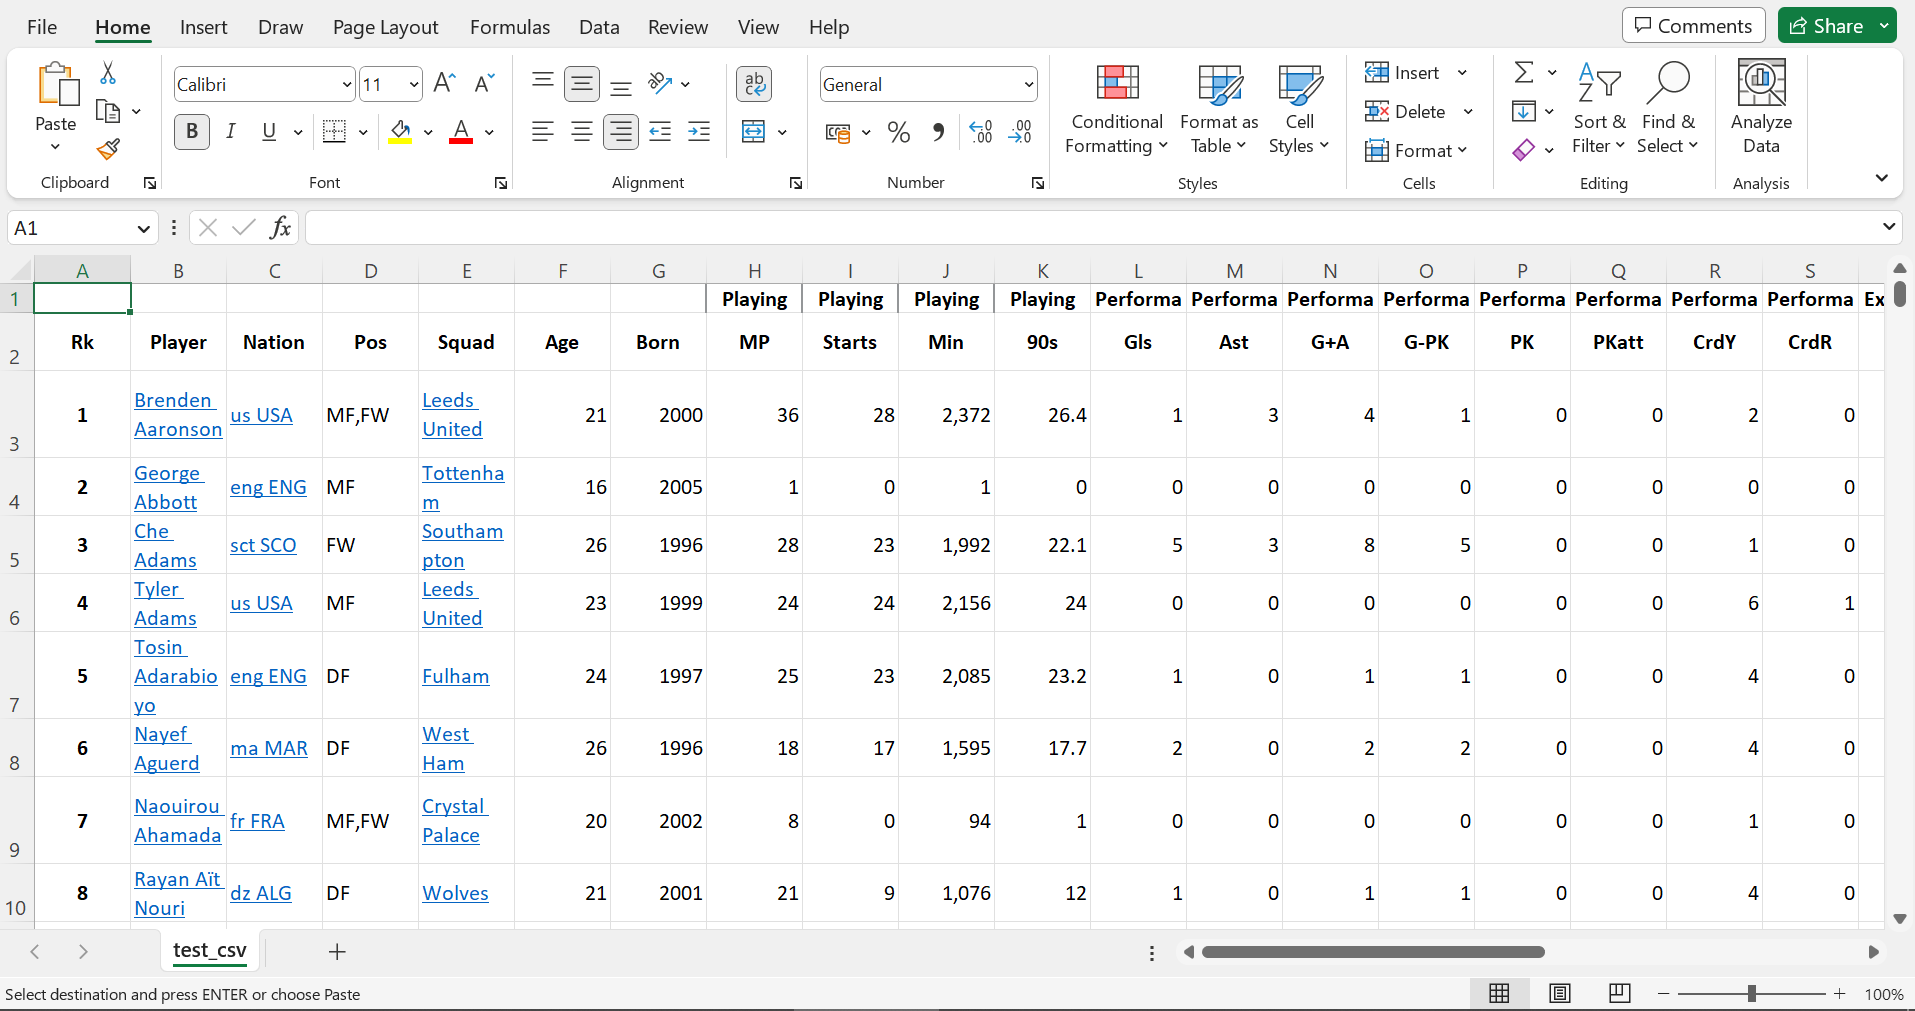 File Home Insert Draw Page Layout Formulas Data Review View Help Comments Share
Paste
Clipboard
Calibri 11
B I U A
Font
ab
Alignment
General
% .00 .00
Number
Conditional Formatting
Format as Table
Cell Styles
Styles
Insert
Delete
Format
Cells
Sort & Filter
Find & Select
Editing
Analyze Data
Analysis
A1 fx
A B C D E F G H I J K L M N O P Q R S
1 Playing Playing Playing Playing Performa Performa Performa Performa Performa Performa Performa Performa Ex
2 Rk Player Nation Pos Squad Age Born MP Starts Min 90s Gls Ast G+A G-PK PK PKatt CrdY CrdR
3 1 Brenden Aaronson us USA MF,FW Leeds United 21 2000 36 28 2,372 26.4 1 3 4 1 0 0 2 0
4 2 George Abbott eng ENG MF Tottenham 16 2005 1 0 1 0 0 0 0 0 0 0 0 0
5 3 Che Adams sct SCO FW Southampton 26 1996 28 23 1,992 22.1 5 3 8 5 0 0 1 0
6 4 Tyler Adams us USA MF Leeds United 23 1999 24 24 2,156 24 0 0 0 0 0 0 6 1
7 5 Tosin Adarabioyo eng ENG DF Fulham 24 1997 25 23 2,085 23.2 1 0 1 1 0 0 4 0
8 6 Nayef Aguerd ma MAR DF West Ham 26 1996 18 17 1,595 17.7 2 0 2 2 0 0 4 0
9 7 Naouirou Ahamada fr FRA MF,FW Crystal Palace 20 2002 8 0 94 1 0 0 0 0 0 0 1 0
10 8 Rayan Aït Nouri dz ALG DF Wolves 21 2001 21 9 1,076 12 1 0 1 1 0 0 4 0
test_csv
Select destination and press ENTER or choose Paste 100%